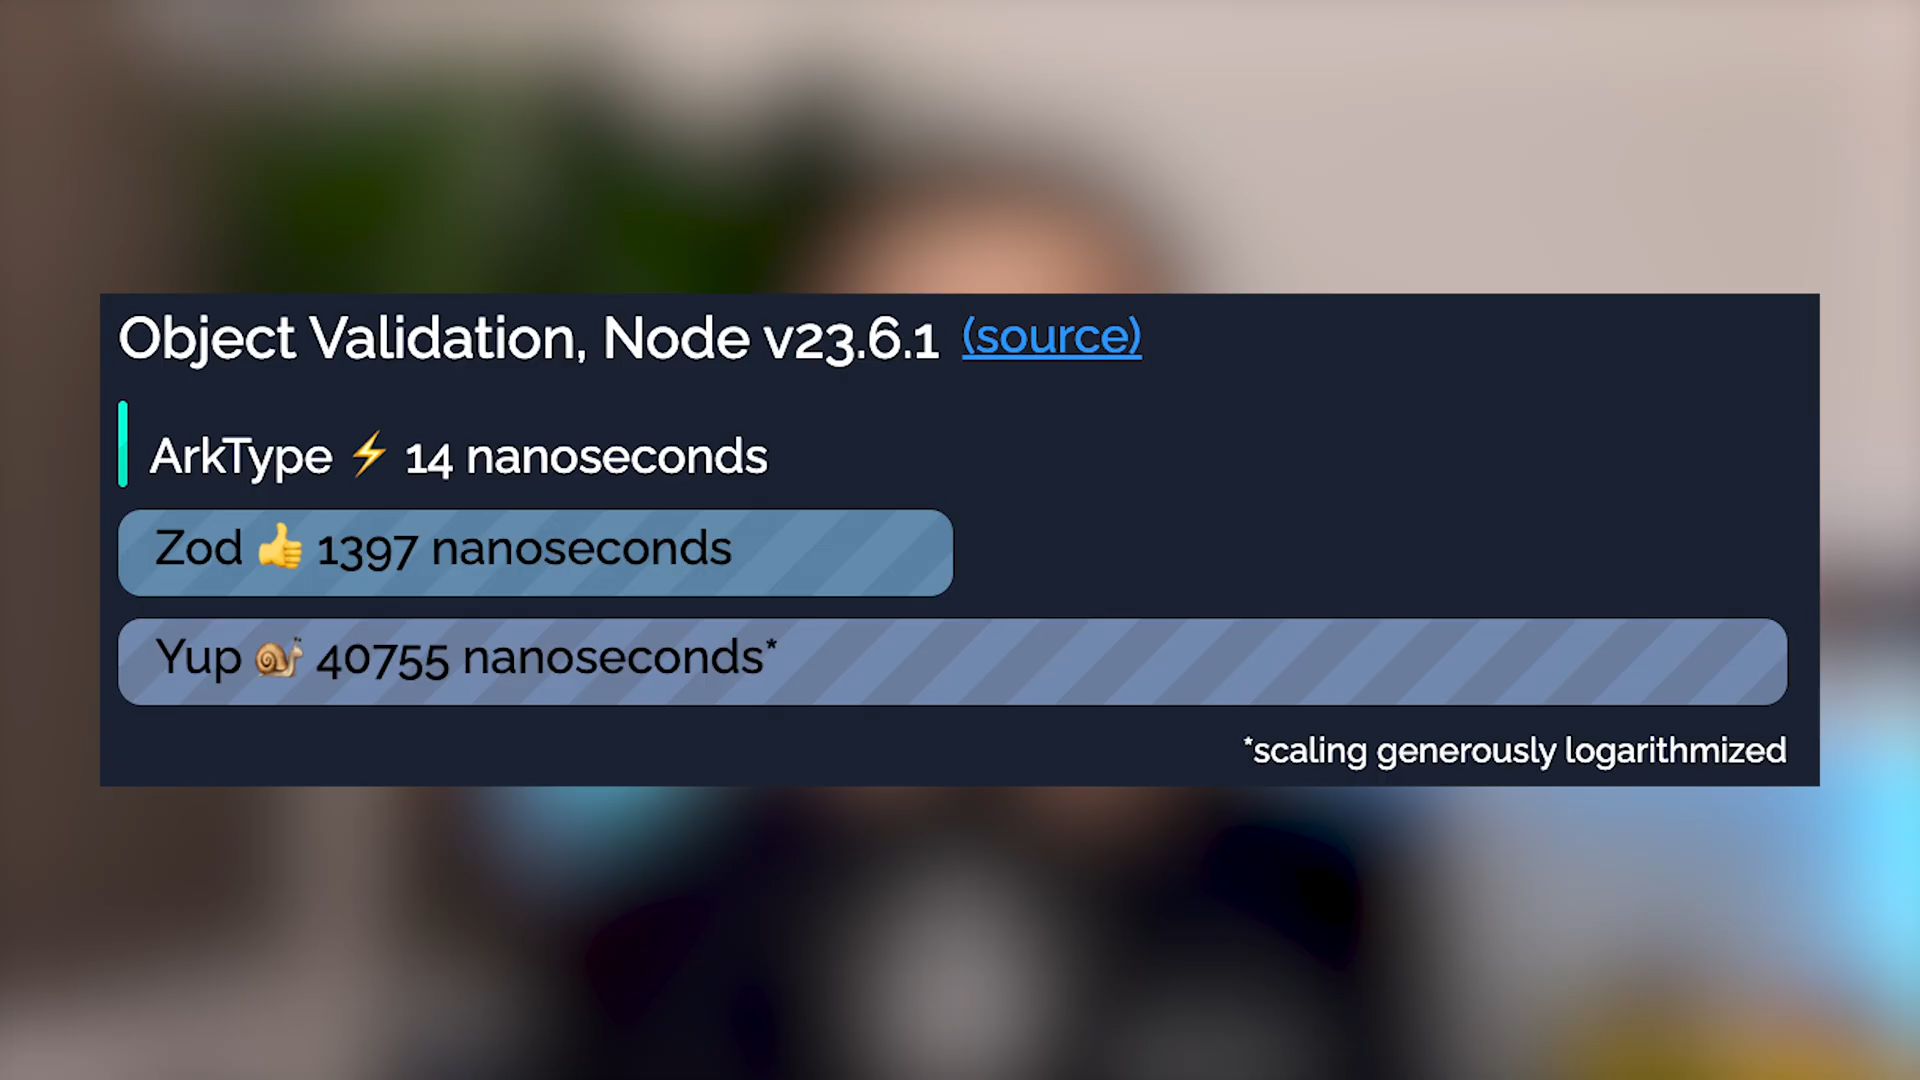 Object Validation, Node v23.6.1 (source)
ArkType ⚡ 14 nanoseconds
Zod 👍 1397 nanoseconds
Yup 🐌 40755 nanoseconds*
*scaling generously logarithmized